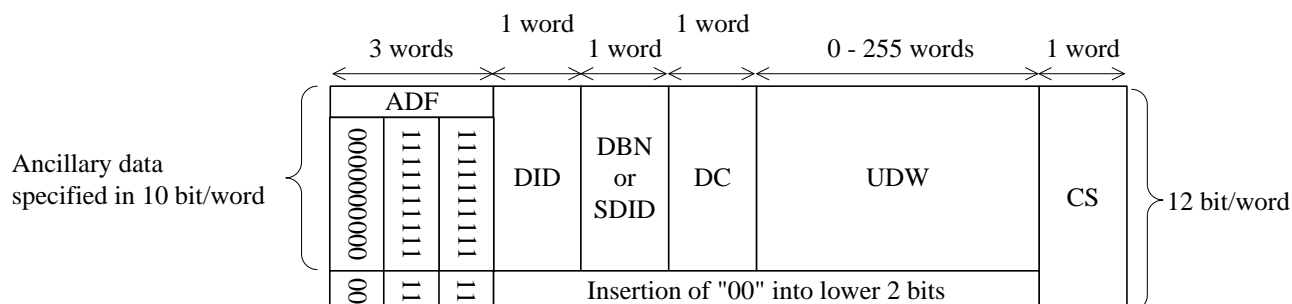 1 word
1 word
3 words
1 word
0 - 255 words
1 word
ADF
Ancillary data
specified in 10 bit/word
0000000000
1111111111
1111111111
DID
DBN
or
SDID
DC
UDW
CS
12 bit/word
00
11
11
Insertion of "00" into lower 2 bits